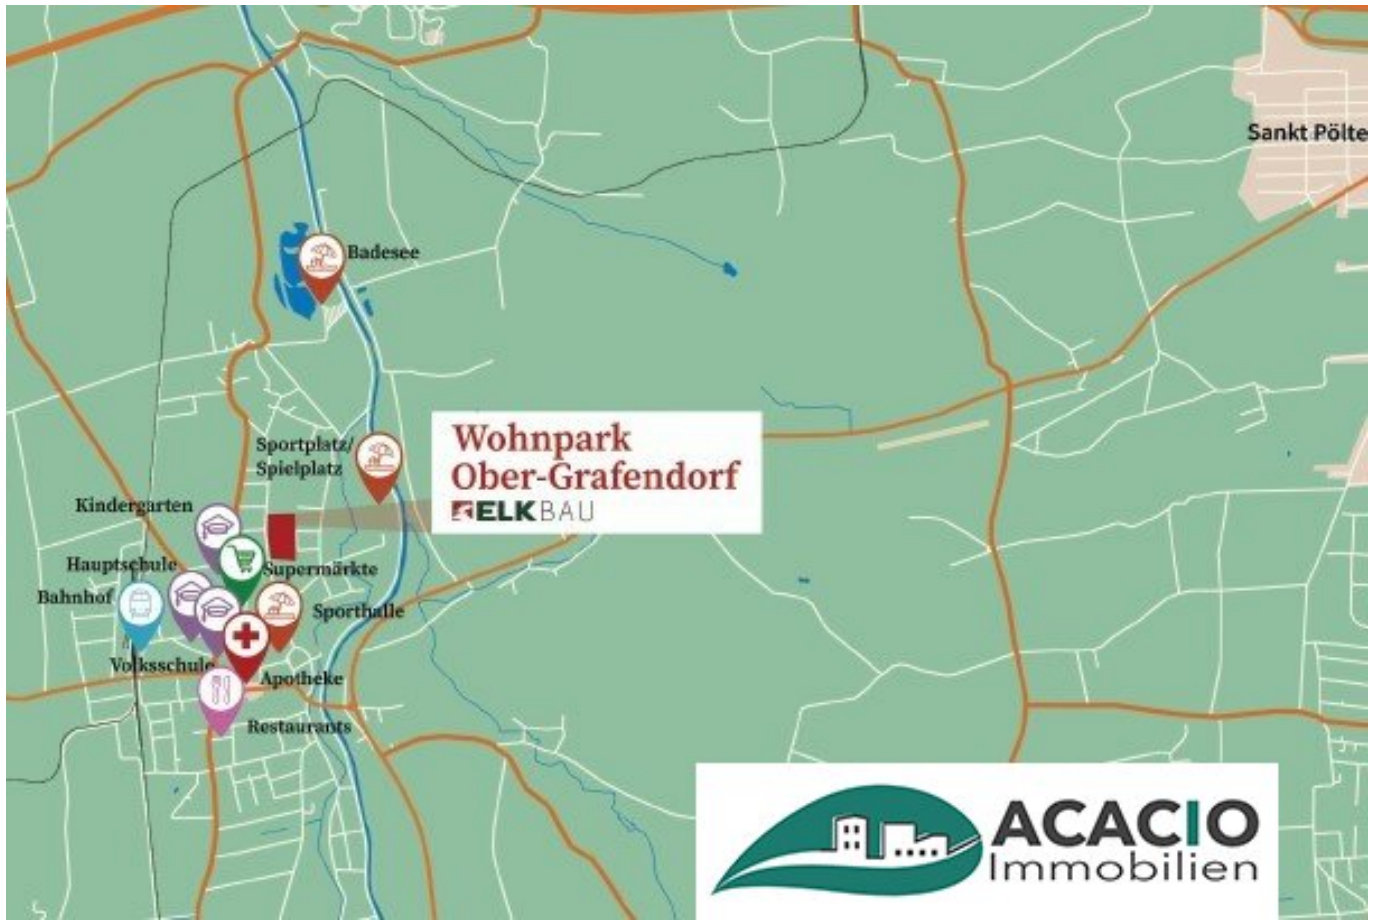 Sankt Pölte
Badesee
Wohnpark
Ober-Grafendorf
ELKBAU
Sportplatz/
Spielplatz
Kindergarten
Hauptschule
Supermärkte
Bahnhof
Sporthalle
Volksschule
Apotheke
Restaurants
ACACIO
Immobilien